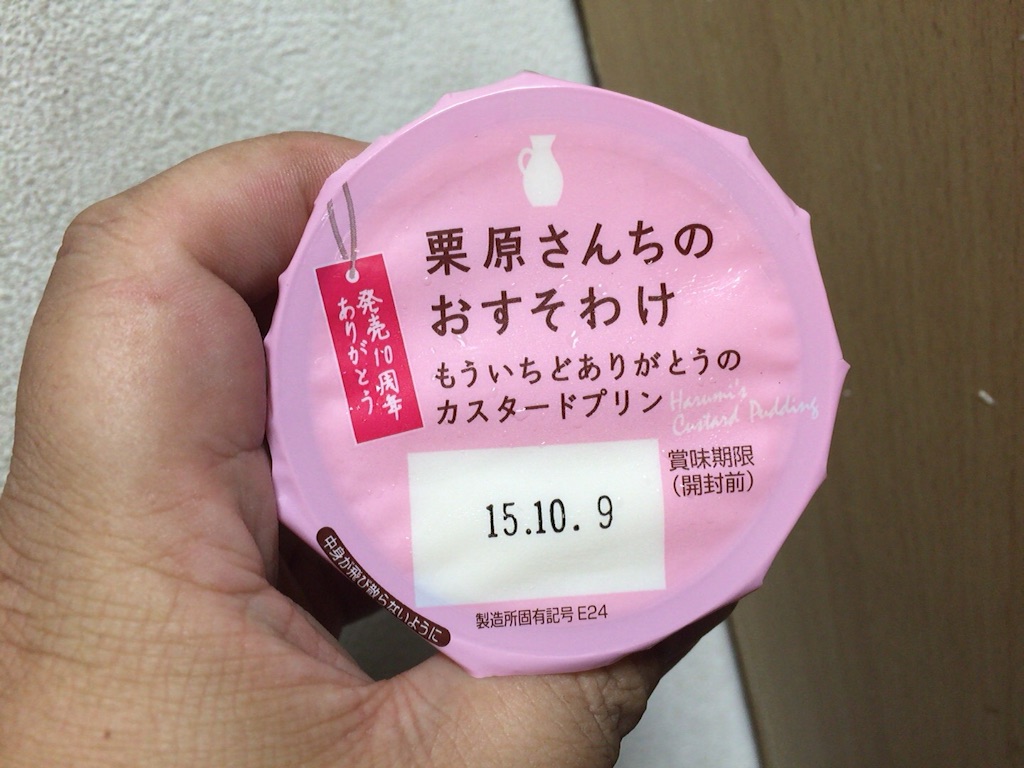 栗原さんちの
おすそわけ
もういちどありがとうの
カスタードプリン
Harumi's
Custard Pudding
発売10周年
ありがとう
賞味期限
(開封前)
15.10. 9
製造所固有記号 E24
中身が飛び散らないように